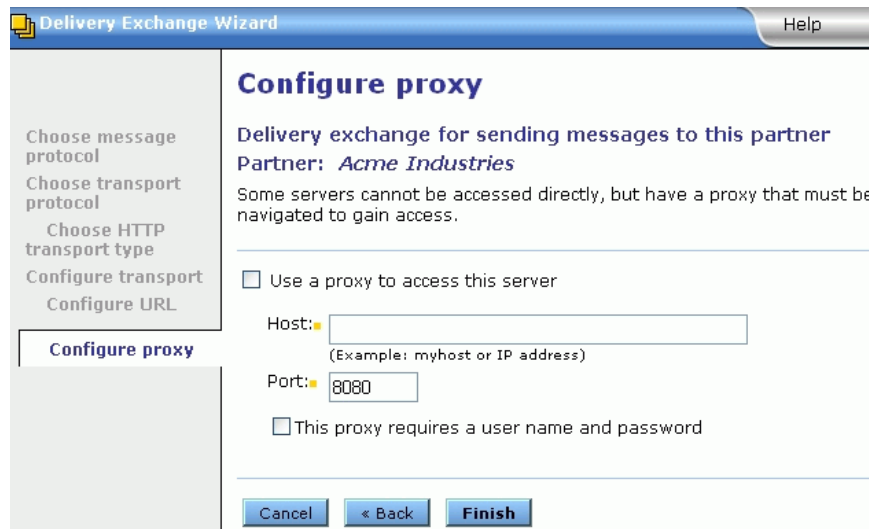 Delivery Exchange Wizard
Help
Choose message
protocol
Choose transport
protocol
Choose HTTP
transport type
Configure transport
Configure URL
Configure proxy
Configure proxy
Delivery exchange for sending messages to this partner
Partner: Acme Industries
Some servers cannot be accessed directly, but have a proxy that must be
navigated to gain access.
Use a proxy to access this server
Host:
(Example: myhost or IP address)
Port: 8080
This proxy requires a user name and password
Cancel « Back Finish